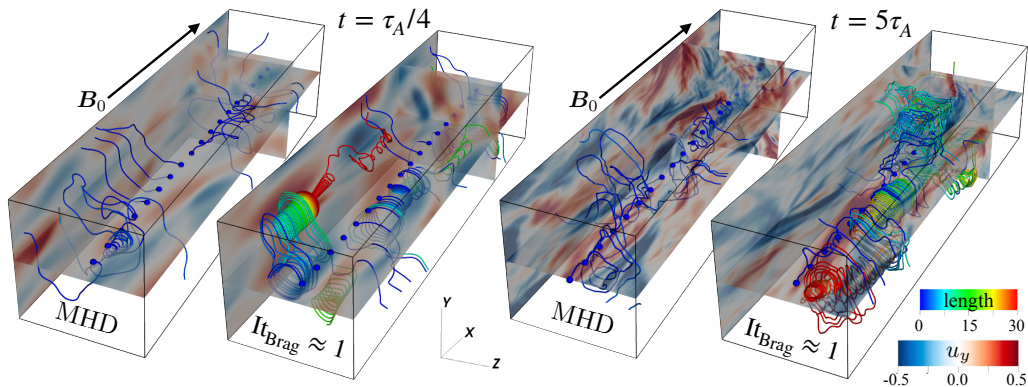 t = τ_A/4
t = 5τ_A
B_0
B_0
MHD
It_Brag ≈ 1
MHD
It_Brag ≈ 1
Y
X
Z
length
0 15 30
u_y
-0.5 0.0 0.5